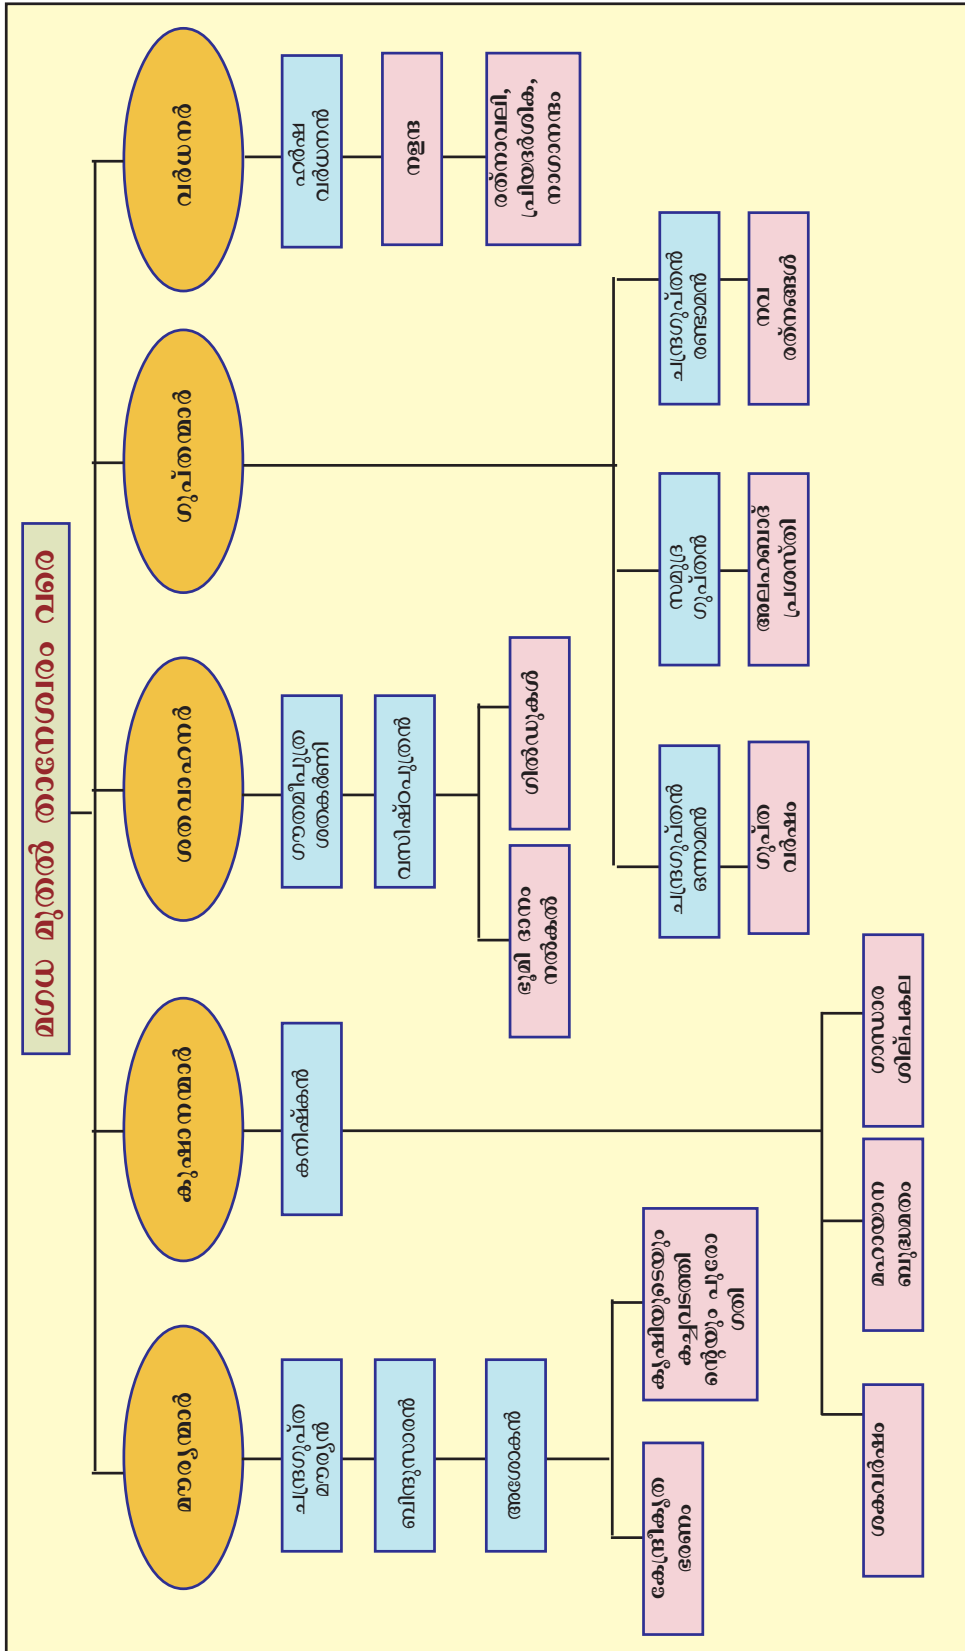 മഗധ മുതൽ താനേശ്വരം വരെ
മൗര്യന്മാർ
കുഷാനന്മാർ
ശതവാഹനർ
ഗുപ്തന്മാർ
വർധനർ
ചന്ദ്രഗുപ്ത
മൗര്യൻ
ബിന്ദുസാരൻ
അശോകൻ
കേന്ദ്രീകൃത
ഭരണം
കൃഷിയുടെയും
കച്ചവടത്തി
ന്റെയും പുരോ
ഗതി
കനിഷ്കൻ
ശകവർഷം
മഹായാന
ബുദ്ധമതം
ഗാന്ധാര
ശില്പകല
ഗൗതമീപുത്ര
ശതകർണി
വസിഷ്ഠപുത്രൻ
ഭൂമി ദാനം
നൽകൽ
ഗിൽഡുകൾ
ചന്ദ്രഗുപ്തൻ
ഒന്നാമൻ
ഗുപ്ത
വർഷം
സമുദ്ര
ഗുപ്തൻ
അലഹബാദ്
പ്രശസ്തി
ചന്ദ്രഗുപ്തൻ
രണ്ടാമൻ
നവ
രത്നങ്ങൾ
ഹർഷ
വർധനൻ
നളന്ദ
രത്നാവലി,
പ്രിയദർശിക,
നാഗാനന്ദം